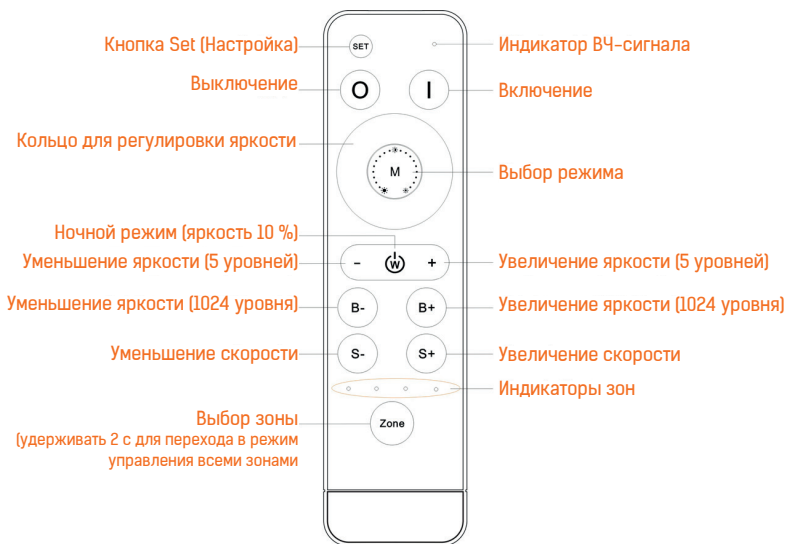 Кнопка Set (Настройка)
SET
Индикатор ВЧ-сигнала
Выключение
O
I
Включение
Кольцо для регулировки яркости
M
Выбор режима
Ночной режим (яркость 10 %)
Уменьшение яркости (5 уровней)
-
W
+
Увеличение яркости (5 уровней)
Уменьшение яркости (1024 уровня)
B-
B+
Увеличение яркости (1024 уровня)
Уменьшение скорости
S-
S+
Увеличение скорости
Индикаторы зон
Выбор зоны
(удерживать 2 с для перехода в режим
управления всеми зонами
Zone